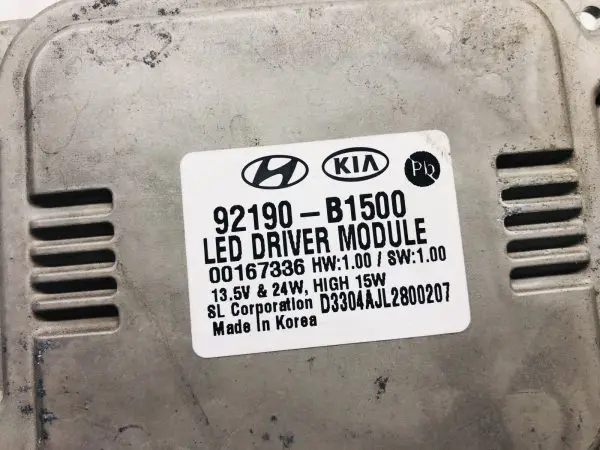 KIA Pb
92190-B1500
LED DRIVER MODULE
00167336 HW:1.00 / SW:1.00
13.5V & 24W, HIGH 15W
SL Corporation D3304AJL2800207
Made in Korea